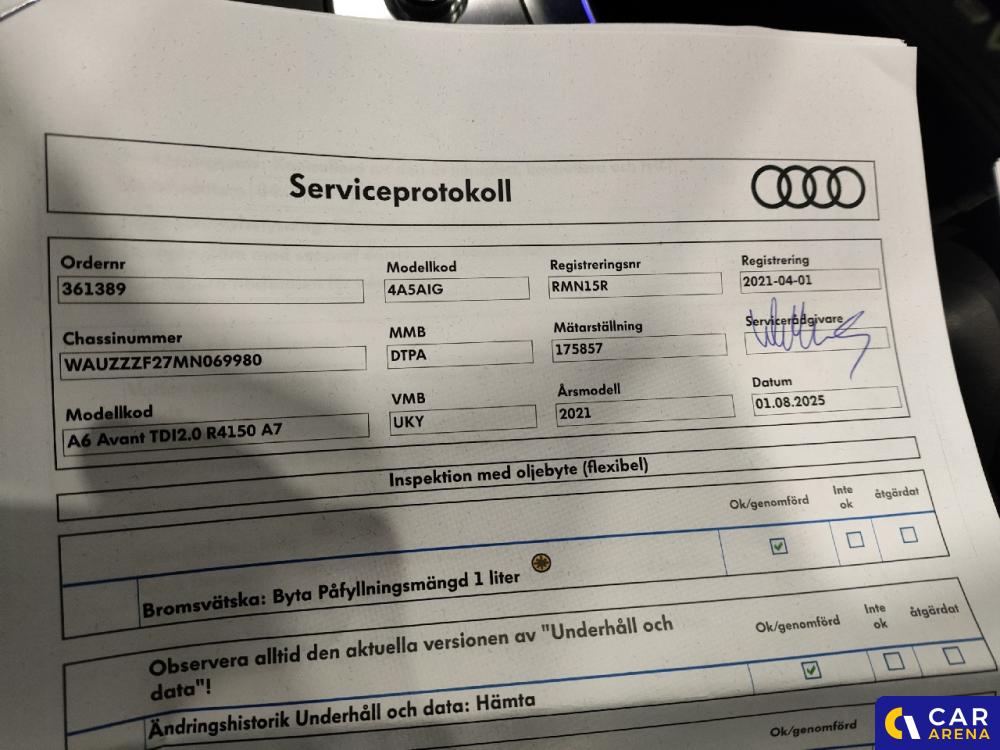 Serviceprotokoll
Ordernr
361389
Modellkod
4A5AIG
Registreringsnr
RMN15R
Registrering
2021-04-01
Chassinummer
WAUZZZF27MN069980
MMB
DTPA
Mätarställning
175857
Servicerådgivare
Modellkod
A6 Avant TDI2.0 R4150 A7
VMB
UKY
Årsmodell
2021
Datum
01.08.2025
Inspektion med oljebyte (flexibel)
Ok/genomförd
Inte
ok
åtgärdat
Bromsvätska: Byta Påfyllningsmängd 1 liter
Observera alltid den aktuella versionen av "Underhåll och
data"!
Ok/genomförd
Inte
ok
åtgärdat
Ändringshistorik Underhåll och data: Hämta
Ok/genomförd
CAR
ARENA